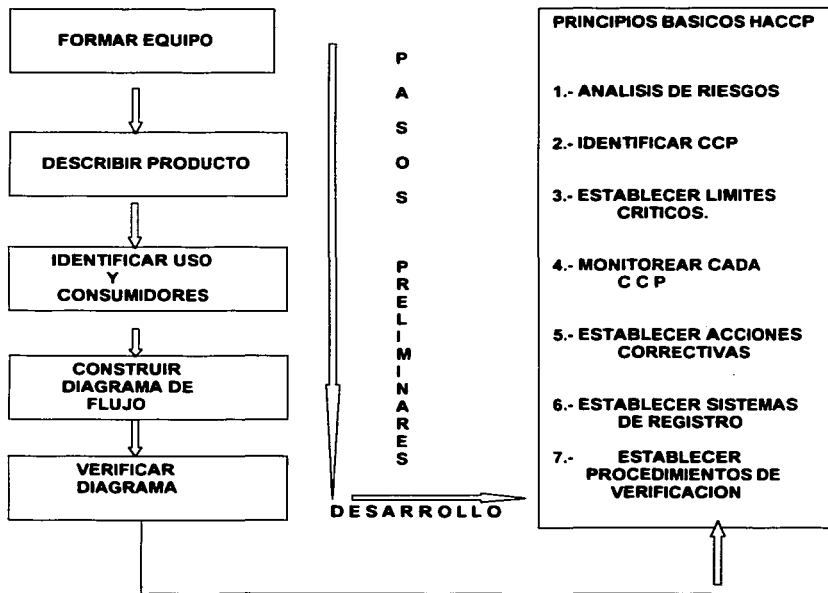 FORMAR EQUIPO
DESCRIBIR PRODUCTO
IDENTIFICAR USO
Y
CONSUMIDORES
CONSTRUIR
DIAGRAMA DE
FLUJO
VERIFICAR
DIAGRAMA
PASOS
PRELIMINARES
DESARROLLO
PRINCIPIOS BASICOS HACCP
1.- ANALISIS DE RIESGOS
2.- IDENTIFICAR CCP
3.- ESTABLECER LIMITES
CRITICOS.
4.- MONITOREAR CADA
C C P
5.- ESTABLECER ACCIONES
CORRECTIVAS
6.- ESTABLECER SISTEMAS
DE REGISTRO
7.- ESTABLECER
PROCEDIMIENTOS DE
VERIFICACION